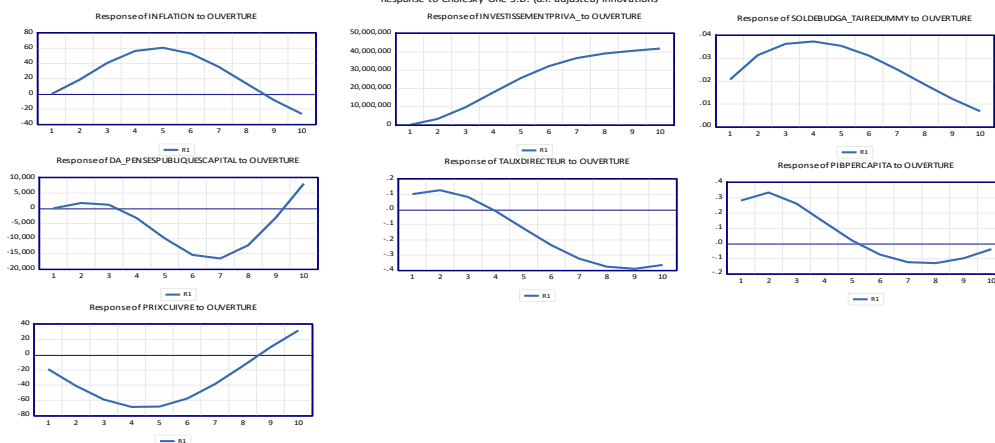 Response to Cholesky One S.D. (d.f. adjusted) Innovations
Response of INFLATION to OUVERTURE
80
60
40
20
0
-20
-40
1 2 3 4 5 6 7 8 9 10
R1
Response of INVESTISSEMENTPRIVA_ to OUVERTURE
50,000,000
40,000,000
30,000,000
20,000,000
10,000,000
0
1 2 3 4 5 6 7 8 9 10
R1
Response of SOLDEBUDGA_TAIREDUMMY to OUVERTURE
.04
.03
.02
.01
.00
1 2 3 4 5 6 7 8 9 10
R1
Response of DA_PENSESPUBLIQUESCAPITAL to OUVERTURE
10,000
5,000
0
-5,000
-10,000
-15,000
-20,000
1 2 3 4 5 6 7 8 9 10
R1
Response of TAUXDIRECTEUR to OUVERTURE
.2
.1
.0
-.1
-.2
-.3
-.4
1 2 3 4 5 6 7 8 9 10
R1
Response of PIBPERCAPITA to OUVERTURE
.4
.3
.2
.1
.0
-.1
-.2
1 2 3 4 5 6 7 8 9 10
R1
Response of PRIXCUIVRE to OUVERTURE
40
20
0
-20
-40
-60
-80
1 2 3 4 5 6 7 8 9 10
R1